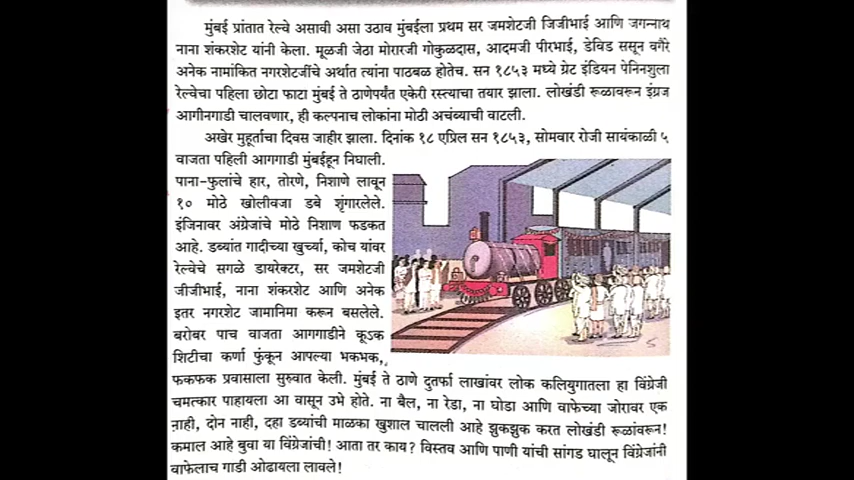 मुंबई प्रांतात रेल्वे असावी असा उठाव मुंबईला प्रथम सर जमशेटजी जिजीभाई आणि जगन्नाथ
नाना शंकरशेट यांनी केला. मूळजी जेठा मोरारजी गोकुळदास, आदमजी पीरभाई, डेविड ससून वगैरे
अनेक नामांकित नगरशेटजींचे अर्थात त्यांना पाठबळ होतेच. सन १८५३ मध्ये ग्रेट इंडियन पेनिनशुला
रेल्वेचा पहिला छोटा फाटा मुंबई ते ठाणेपर्यंत एकेरी रस्त्याचा तयार झाला. लोखंडी रूळावरून इंग्रज
आगीनगाडी चालवणार, ही कल्पनाच लोकांना मोठी अचंब्याची वाटली.
अखेर मुहूर्ताचा दिवस जाहीर झाला. दिनांक १८ एप्रिल सन १८५३, सोमवार रोजी सायंकाळी ५
वाजता पहिली आगगाडी मुंबईहून निघाली.
पाना-फुलांचे हार, तोरणे, निशाणे लावून
१० मोठे खोलीवजा डबे शृंगारलेले.
इंजिनावर अंग्रेजांचे मोठे निशाण फडकत
आहे. डब्यांत गादीच्या खुर्च्या, कोच यांवर
रेल्वेचे सगळे डायरेक्टर, सर जमशेटजी
जीजीभाई, नाना शंकरशेट आणि अनेक
इतर नगरशेट जामानिमा करून बसलेले.
बरोबर पाच वाजता आगगाडीने कूऽक
शिटीचा कर्णा फुंकून आपल्या भकभक,
फकफक प्रवासाला सुरुवात केली. मुंबई ते ठाणे दुतर्फा लाखांवर लोक कलियुगातला हा विंग्रेजी
चमत्कार पाहायला आ वासून उभे होते. ना बैल, ना रेडा, ना घोडा आणि वाफेच्या जोरावर एक
नाही, दोन नाही, दहा डब्यांची माळका खुशाल चालली आहे झुकझुक करत लोखंडी रूळांवरून!
कमाल आहे बुवा या विंग्रेजांची! आता तर काय? विस्तव आणि पाणी यांची सांगड घालून विंग्रेजांनी
वाफेलाच गाडी ओढायला लावले!